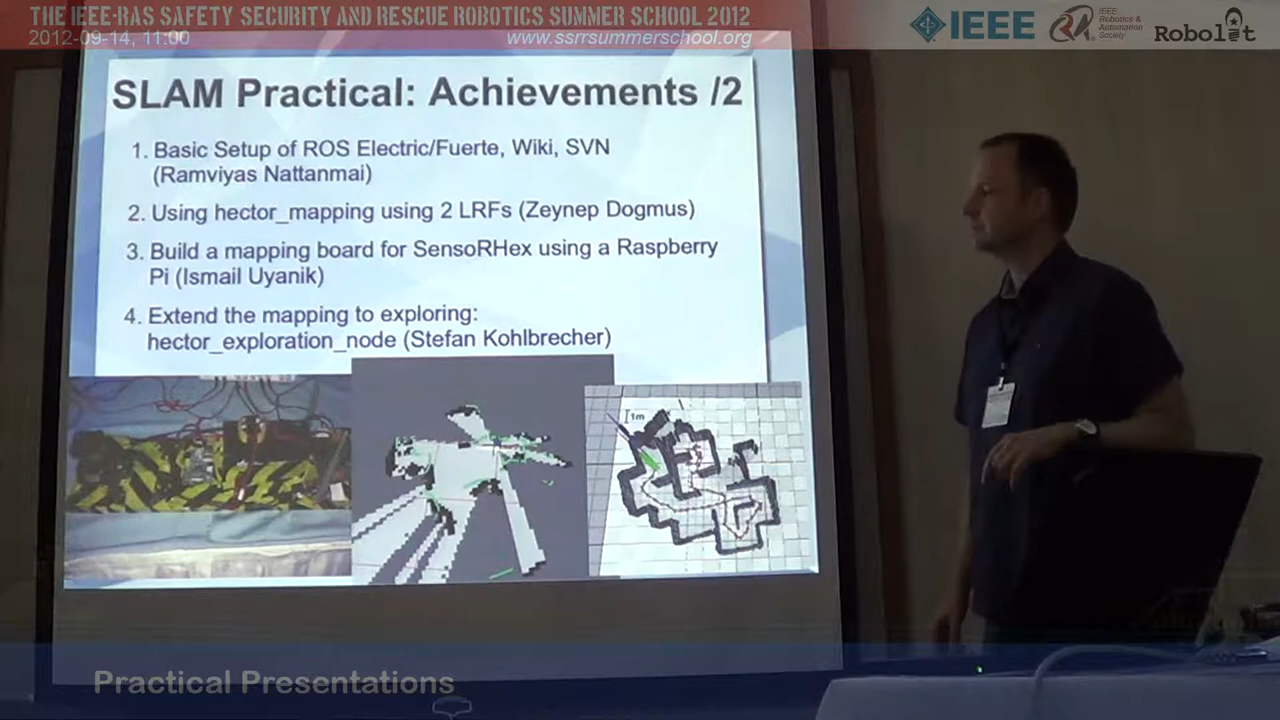 THE IEEE-RAS SAFETY SECURITY AND RESCUE ROBOTICS SUMMER SCHOOL 2012
2012-09-14, 11:00
www.ssrrsummerschool.org
IEEE
IEEE
Robotics &
Automation
Society
Robolit
SLAM Practical: Achievements /2
1. Basic Setup of ROS Electric/Fuerte, Wiki, SVN
(Ramviyas Nattanmai)
2. Using hector_mapping using 2 LRFs (Zeynep Dogmus)
3. Build a mapping board for SensoRHex using a Raspberry
Pi (Ismail Uyanik)
4. Extend the mapping to exploring:
hector_exploration_node (Stefan Kohlbrecher)
1m
Practical Presentations